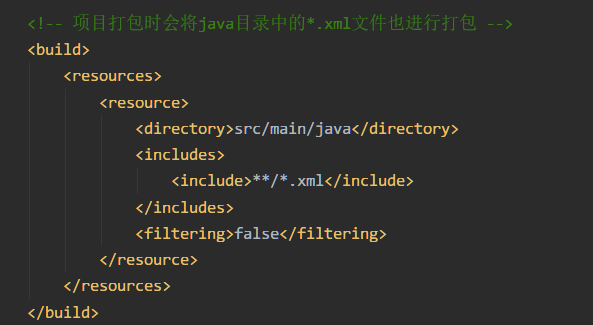 <!-- 项目打包时会将java目录中的*.xml文件也进行打包 -->
<build>
    <resources>
        <resource>
            <directory>src/main/java</directory>
            <includes>
                <include>**/*.xml</include>
            </includes>
            <filtering>false</filtering>
        </resource>
    </resources>
</build>